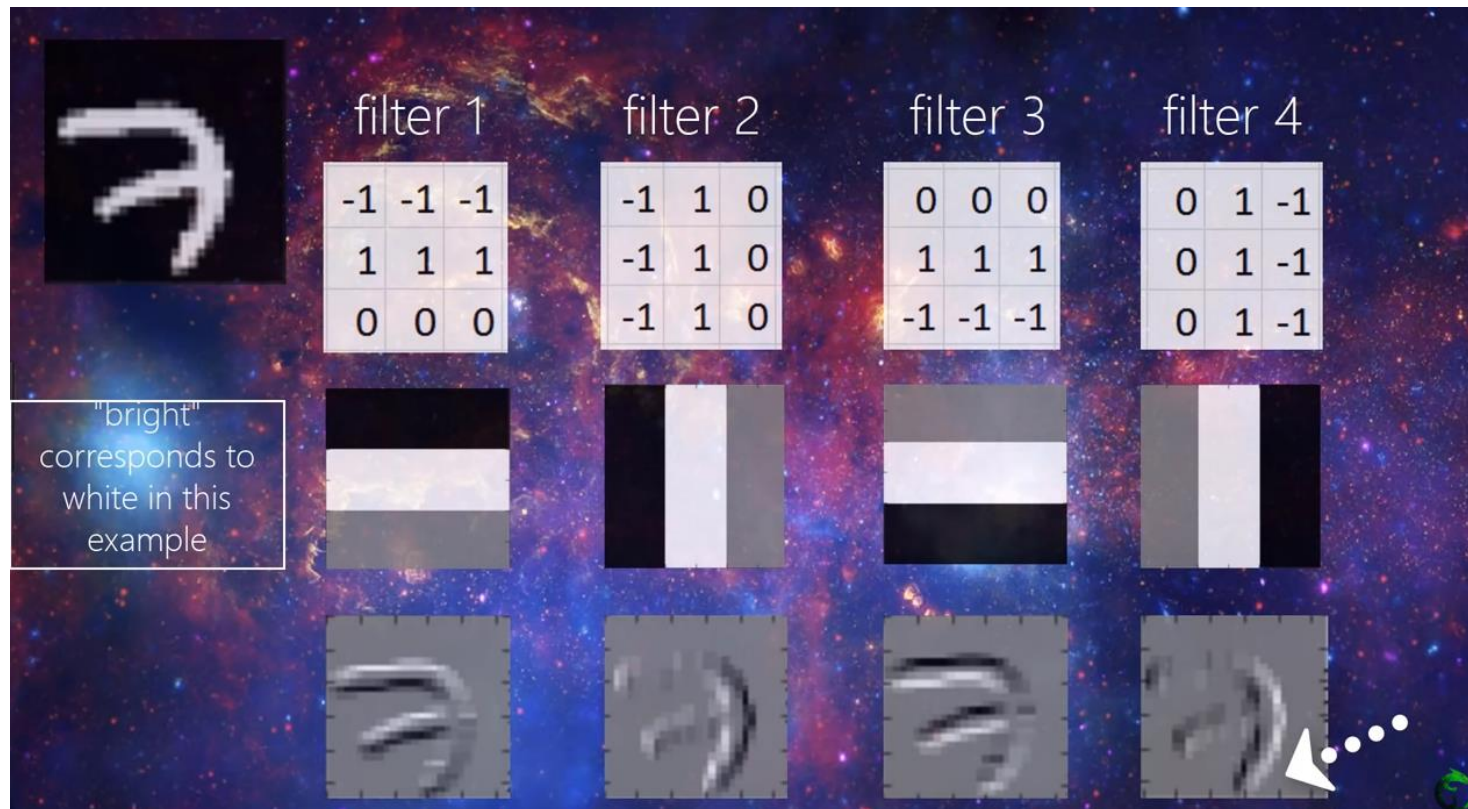 filter 1 filter 2 filter 3 filter 4
-1 -1 -1 -1 1 0 0 0 0 0 1 -1
1 1 1 -1 1 0 1 1 1 0 1 -1
0 0 0 -1 1 0 -1 -1 -1 0 1 -1
"bright"
corresponds to
white in this
example